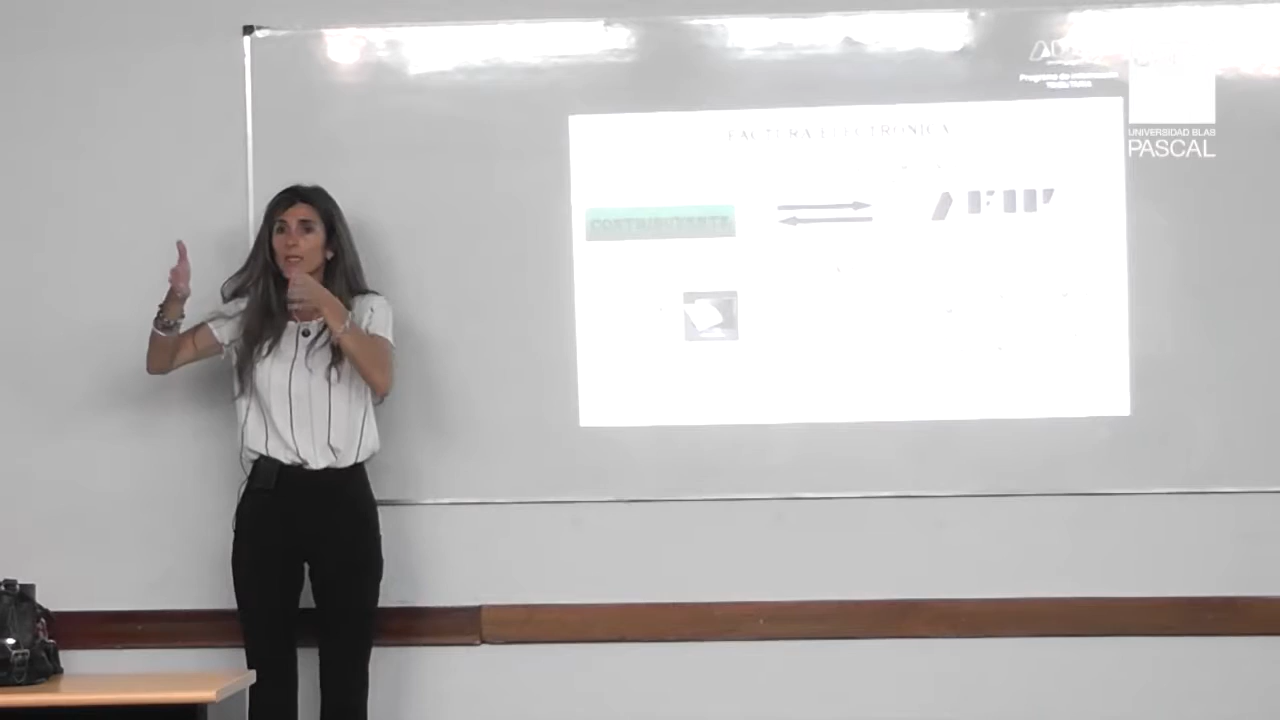 FACTURA ELECTRONICA
CONTRIBUYENTE
AFIP
UNIVERSIDAD BLAS
PASCAL